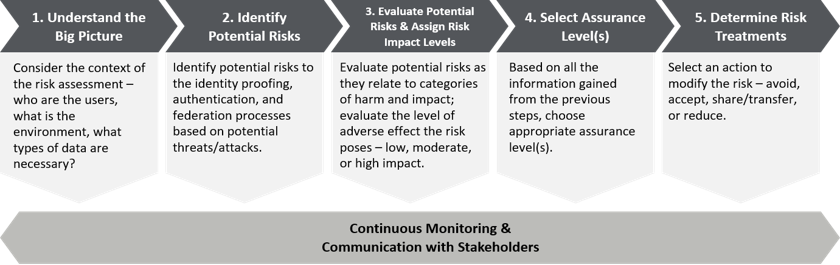 1. Understand the
Big Picture
Consider the context of
the risk assessment –
who are the users,
what is the
environment, what
types of data are
necessary?
2. Identify
Potential Risks
Identify potential risks to
the identity proofing,
authentication, and
federation processes
based on potential
threats/attacks.
3. Evaluate Potential
Risks & Assign Risk
Impact Levels
Evaluate potential risks as
they relate to categories
of harm and impact;
evaluate the level of
adverse effect the risk
poses – low, moderate,
or high impact.
4. Select Assurance
Level(s)
Based on all the
information gained
from the previous
steps, choose
appropriate assurance
level(s).
5. Determine Risk
Treatments
Select an action to
modify the risk – avoid,
accept, share/transfer,
or reduce.
Continuous Monitoring &
Communication with Stakeholders